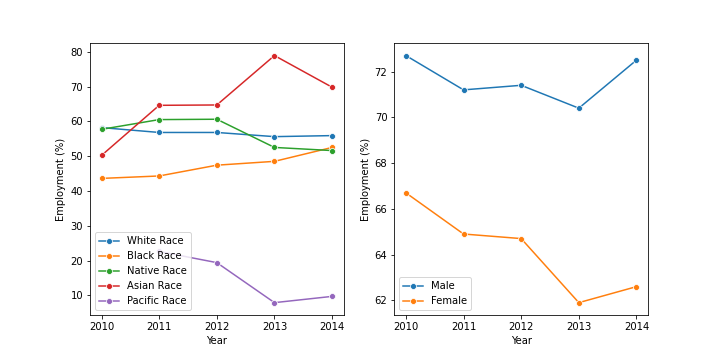 80
70
60
50
40
30
20
10
Employment (%)
White Race
Black Race
Native Race
Asian Race
Pacific Race
2010 2011 2012 2013 2014
Year
72
70
68
66
64
62
Employment (%)
Male
Female
2010 2011 2012 2013 2014
Year